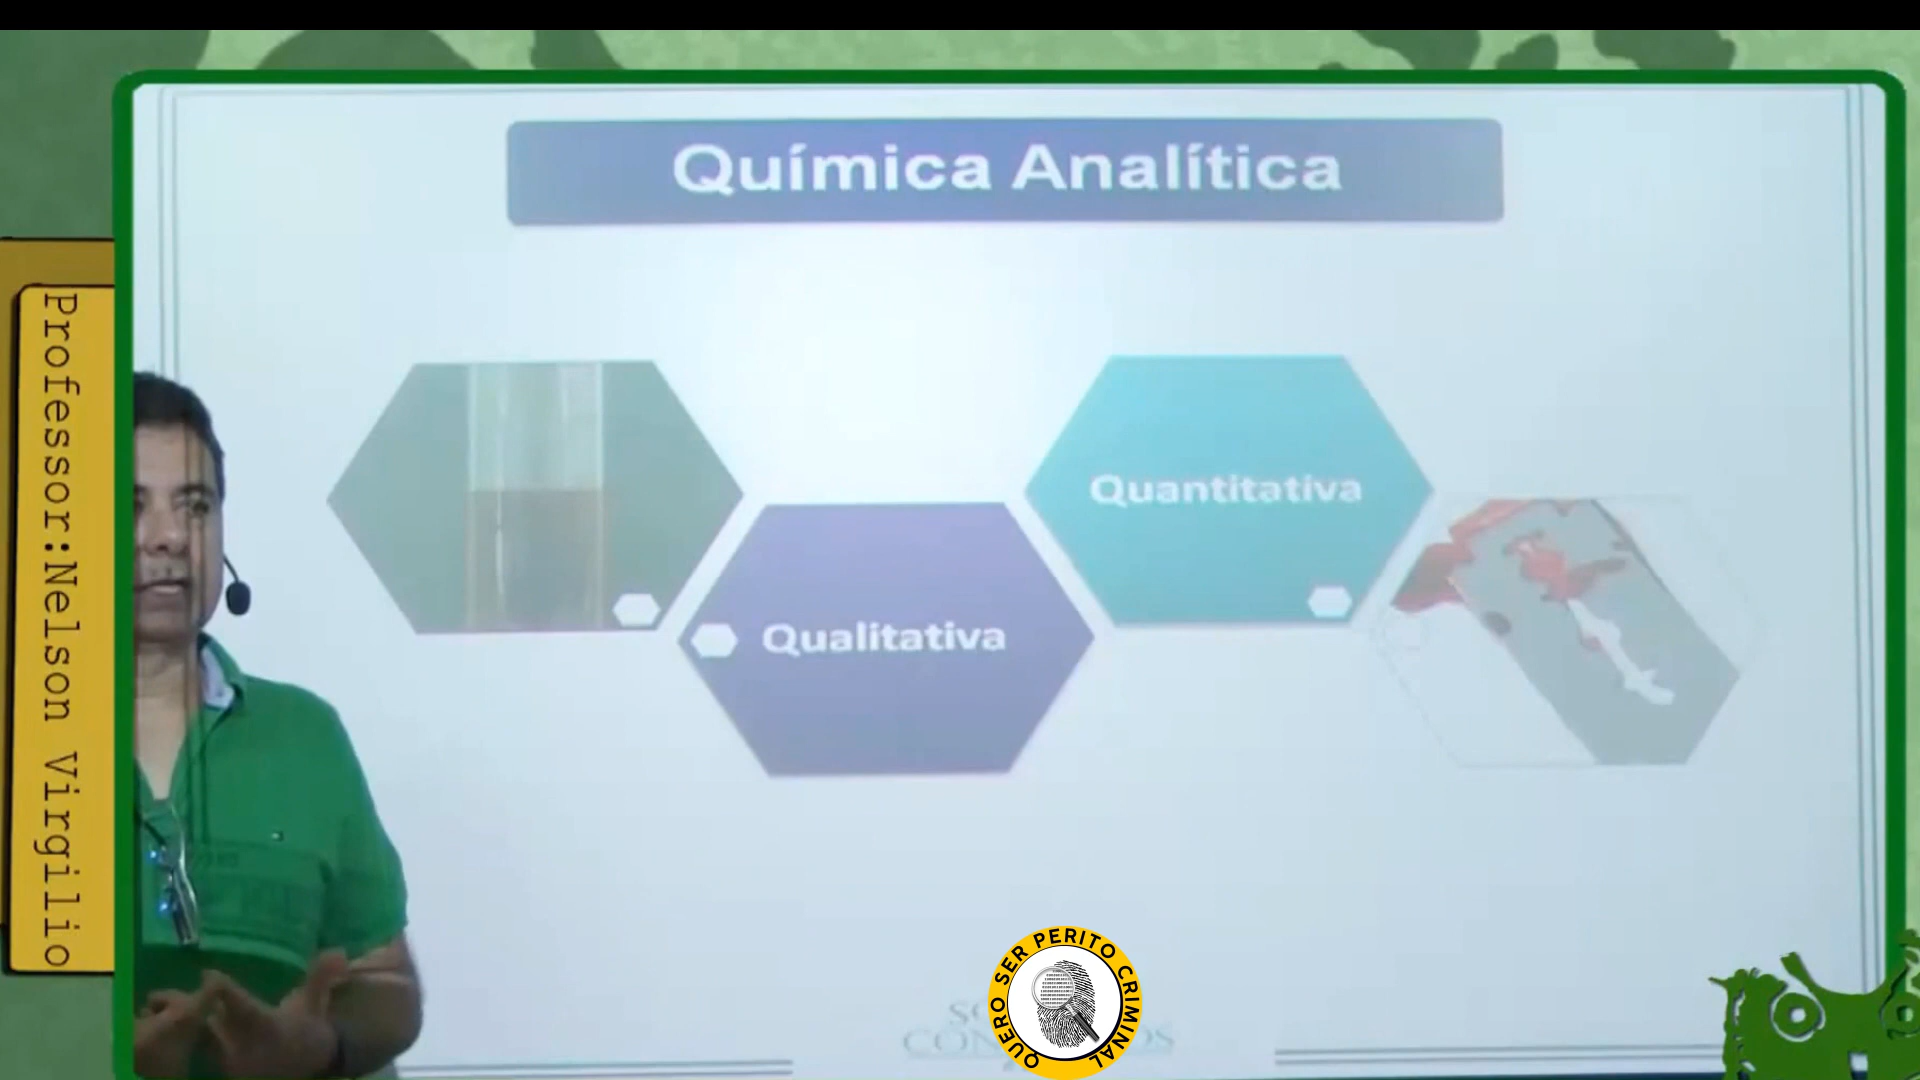 Química Analítica
Professor:Nelson Virgilio
Quantitativa
Qualitativa
QUERO SER PERITO CRIMINAL